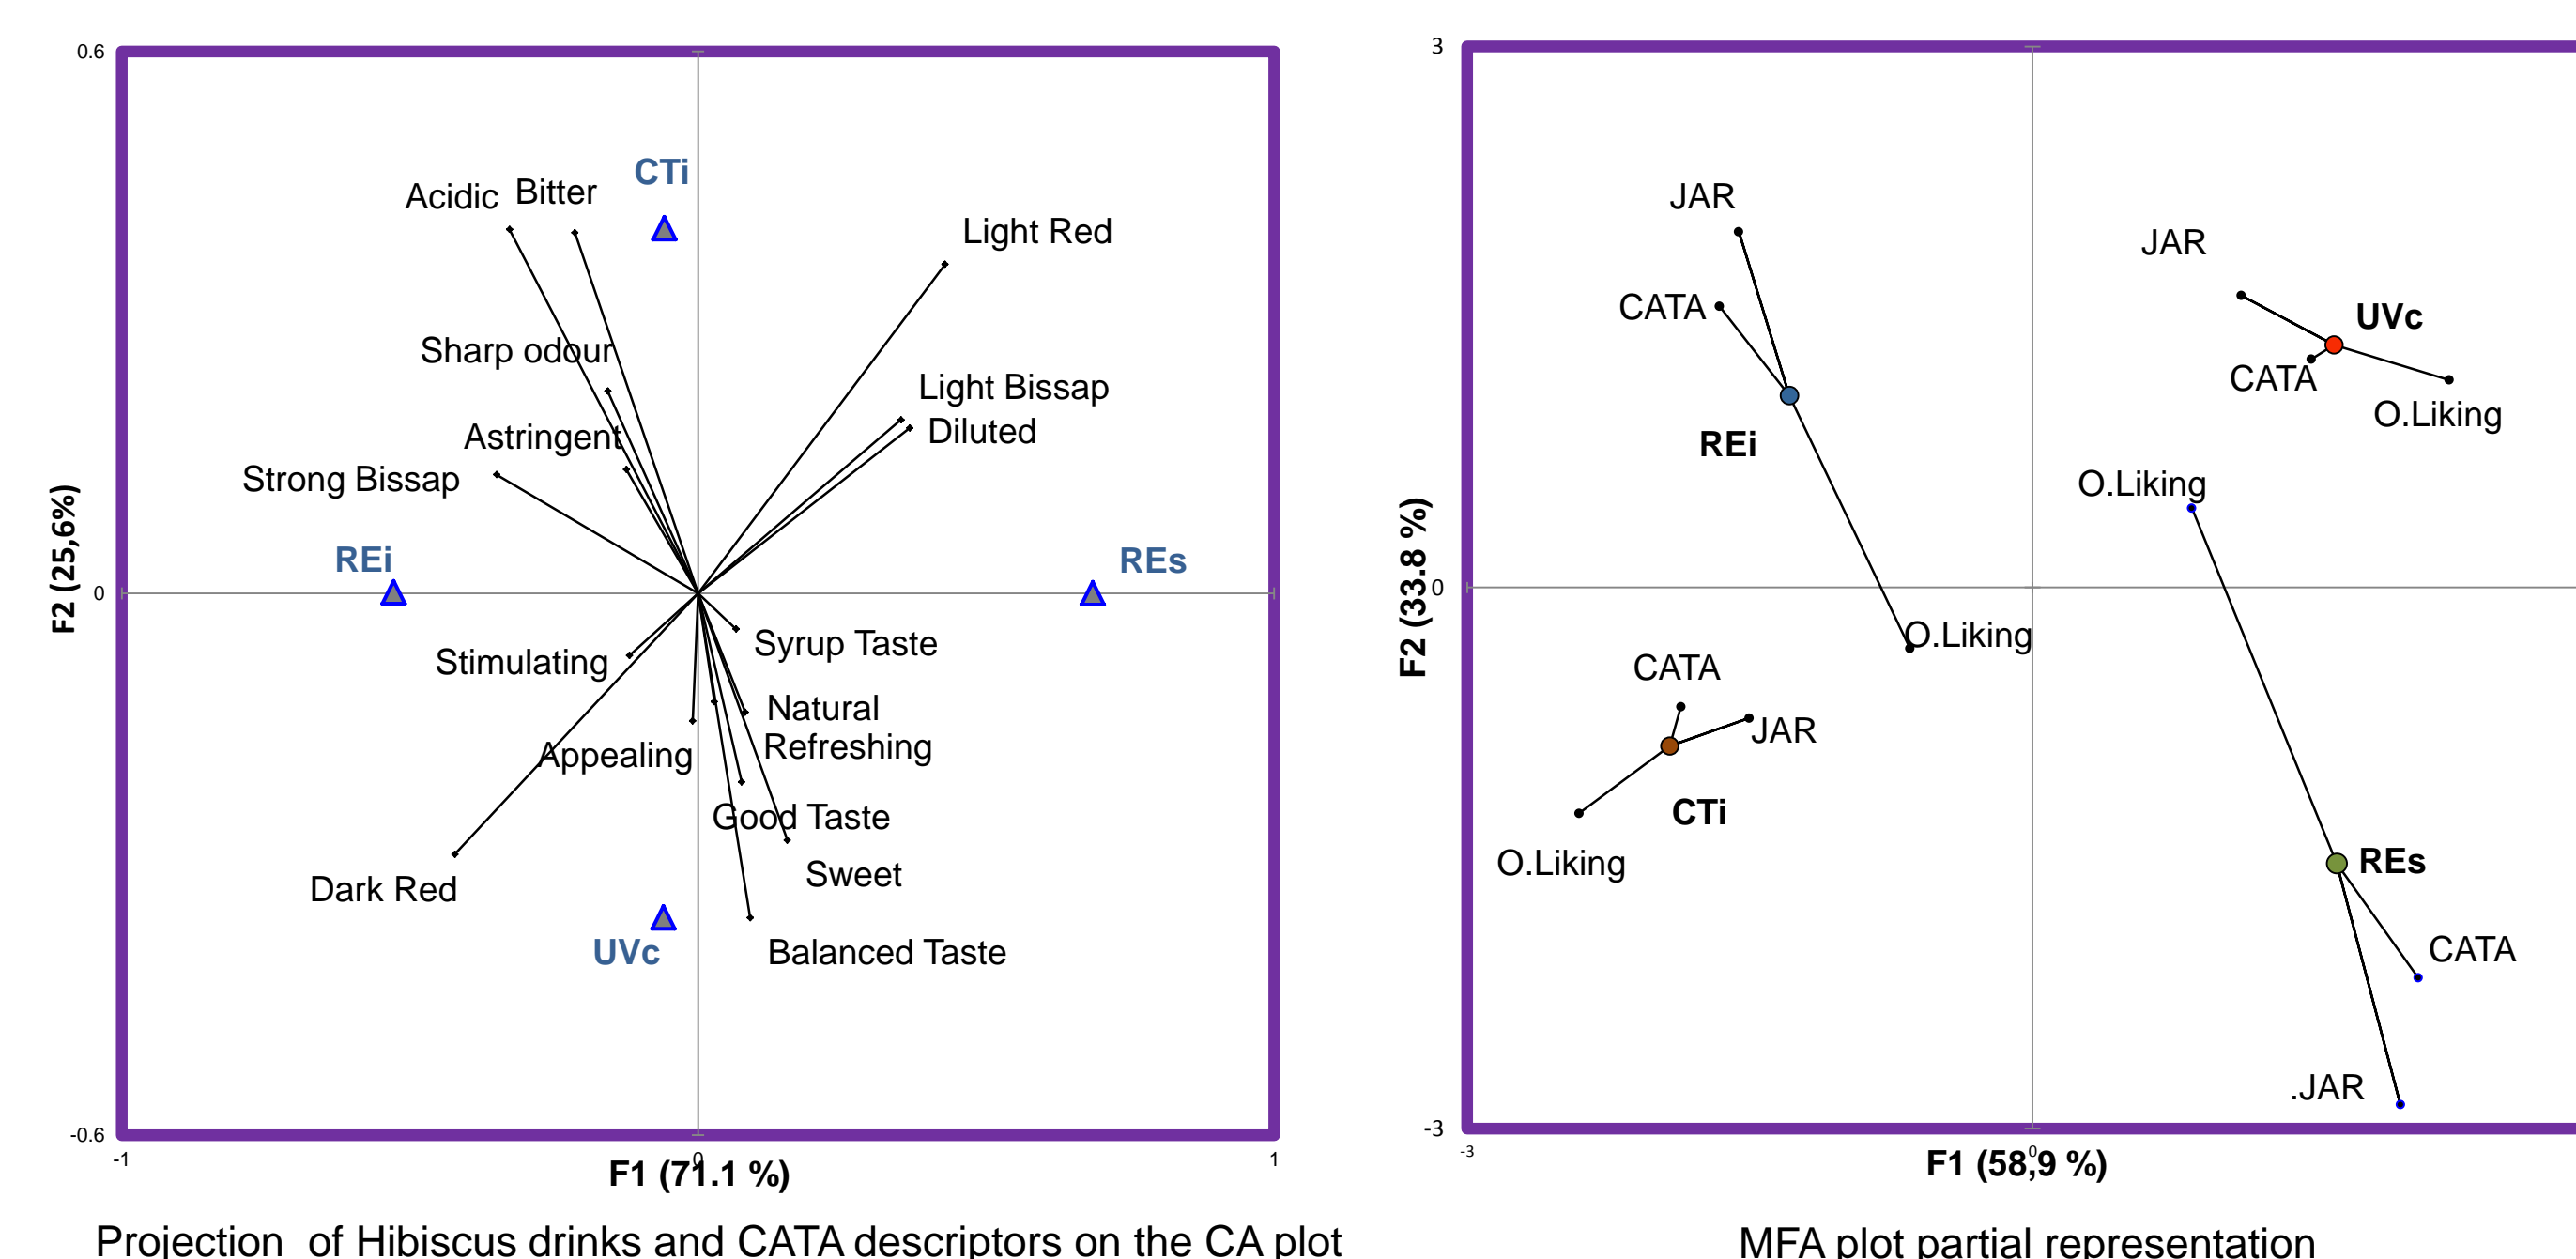 0.6
CTi
Acidic
Bitter
Light Red
Sharp odour
Light Bissap
Astringent
Diluted
Strong Bissap
REi
REs
F2 (25,6%)
0
Syrup Taste
Stimulating
Natural
Appealing
Refreshing
Good Taste
Sweet
Dark Red
UVc
Balanced Taste
-0.6
-1
0
1
F1 (71.1 %)
Projection of Hibiscus drinks and CATA descriptors on the CA plot
3
JAR
JAR
CATA
UVc
CATA
O.Liking
REi
O.Liking
F2 (33.8 %)
0
O.Liking
CATA
JAR
CTi
O.Liking
REs
CATA
.JAR
-3
-3
0
F1 (58,9 %)
MFA plot partial representation